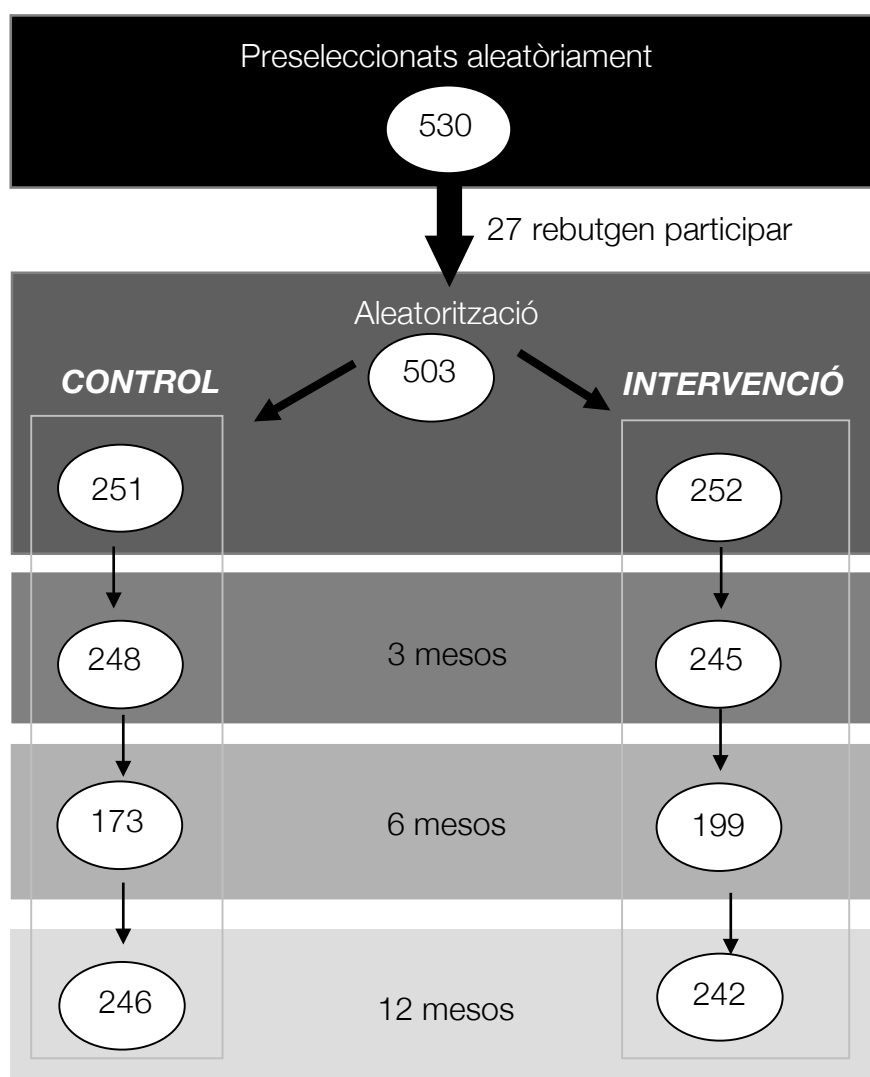 Preseleccionats aleatòriament
530
27 rebutgen participar
Aleatorització
503
CONTROL
INTERVENCIÓ
251
252
248
3 mesos
245
173
6 mesos
199
246
12 mesos
242